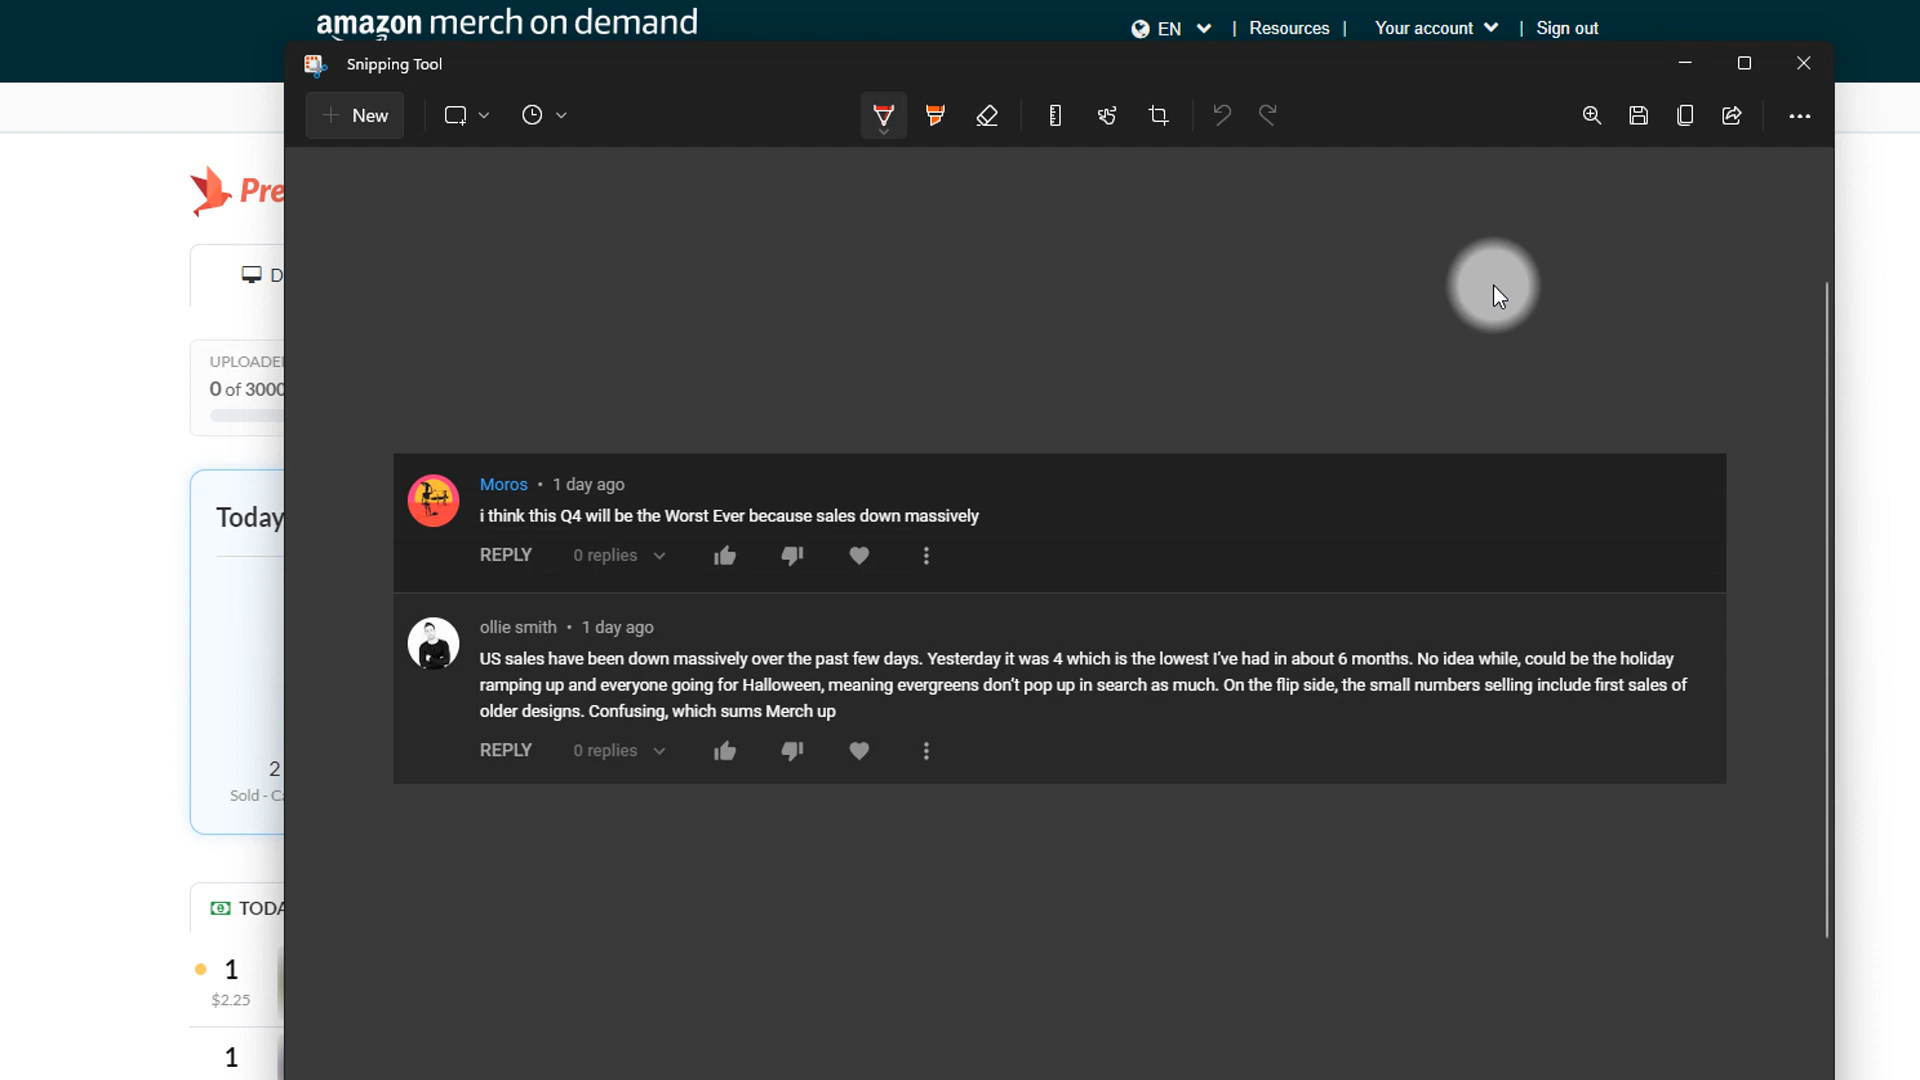 amazon merch on demand
EN | Resources | Your account | Sign out
Snipping Tool
New
Pre
D
UPLOADE
0 of 3000
Today
2
Sold - Ca
TODA
1
$2.25
1
Moros • 1 day ago
i think this Q4 will be the Worst Ever because sales down massively
REPLY 0 replies
ollie smith • 1 day ago
US sales have been down massively over the past few days. Yesterday it was 4 which is the lowest I've had in about 6 months. No idea while, could be the holiday
ramping up and everyone going for Halloween, meaning evergreens don't pop up in search as much. On the flip side, the small numbers selling include first sales of
older designs. Confusing, which sums Merch up
REPLY 0 replies